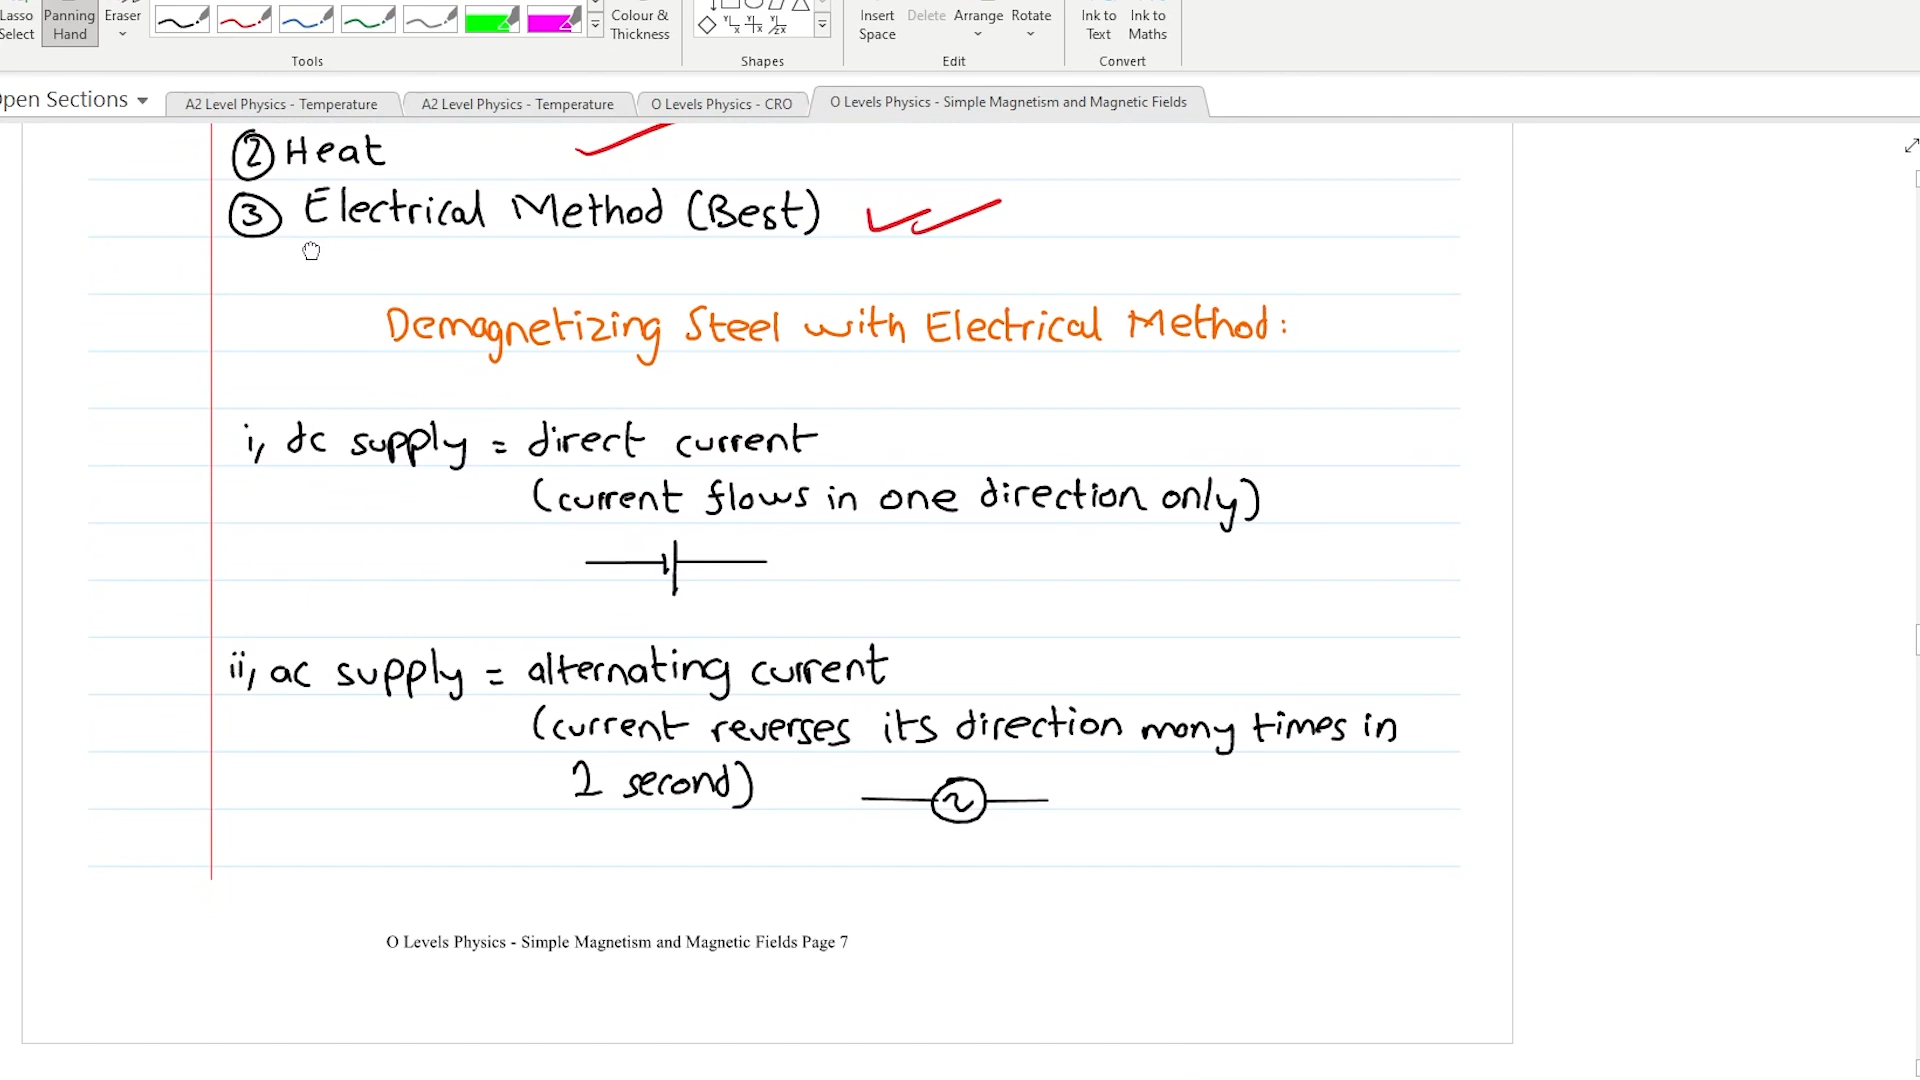 Lasso Panning Eraser Colour & Insert Delete Arrange Rotate Ink to Ink to
Select Hand Thickness Space Text Maths
Tools Shapes Edit Convert
pen Sections A2 Level Physics - Temperature A2 Level Physics - Temperature O Levels Physics - CRO O Levels Physics - Simple Magnetism and Magnetic Fields
② Heat
③ Electrical Method (Best)
Demagnetizing Steel with Electrical Method:
i, dc supply = direct current
(current flows in one direction only)
ii, ac supply = alternating current
(current reverses its direction many times in
1 second)
O Levels Physics - Simple Magnetism and Magnetic Fields Page 7